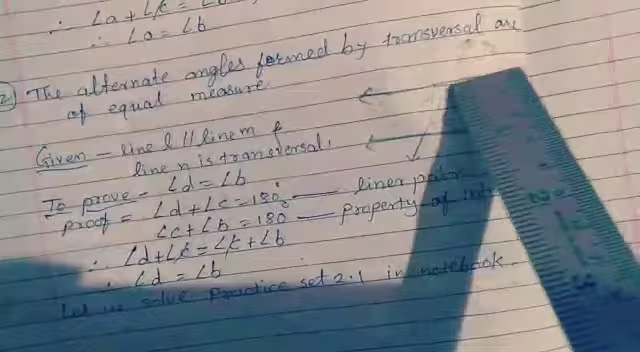 ∴ ∠a + ∠c =
∴ ∠a = ∠b
2 The alternate angles formed by transversal are
of equal measure.
Given - line l || line m &
line n is transversal.
To prove - ∠d = ∠b
proof = ∠d + ∠c = 180° — liner pair
∠c + ∠b = 180 — property of
∴ ∠d + ∠c = ∠c + ∠b
∴ ∠d = ∠b
Let us solve Practice set 2.1 in notebook.